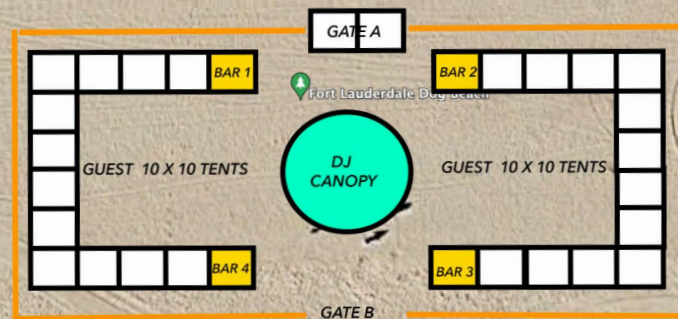 GATE A
BAR 1
BAR 2
Fort Lauderdale Dog Beach
GUEST 10 X 10 TENTS
DJ
CANOPY
GUEST 10 X 10 TENTS
BAR 4
BAR 3
GATE B